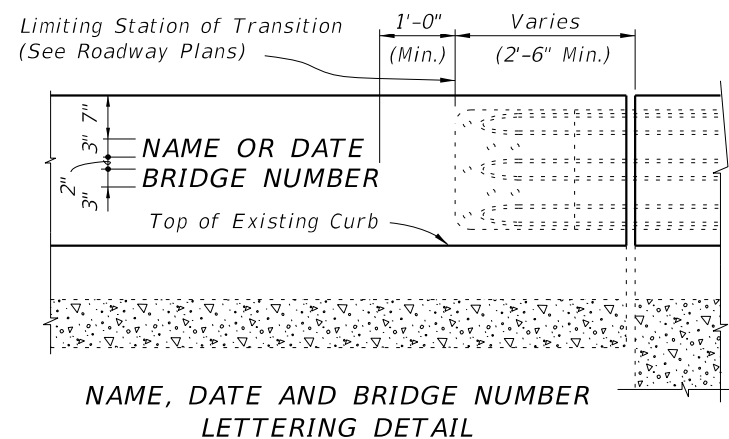 Limiting Station of Transition
(See Roadway Plans)
1'-0"
(Min.)
Varies
(2'-6" Min.)
7"
3"
2"
3"
NAME OR DATE
BRIDGE NUMBER
Top of Existing Curb
NAME, DATE AND BRIDGE NUMBER
LETTERING DETAIL